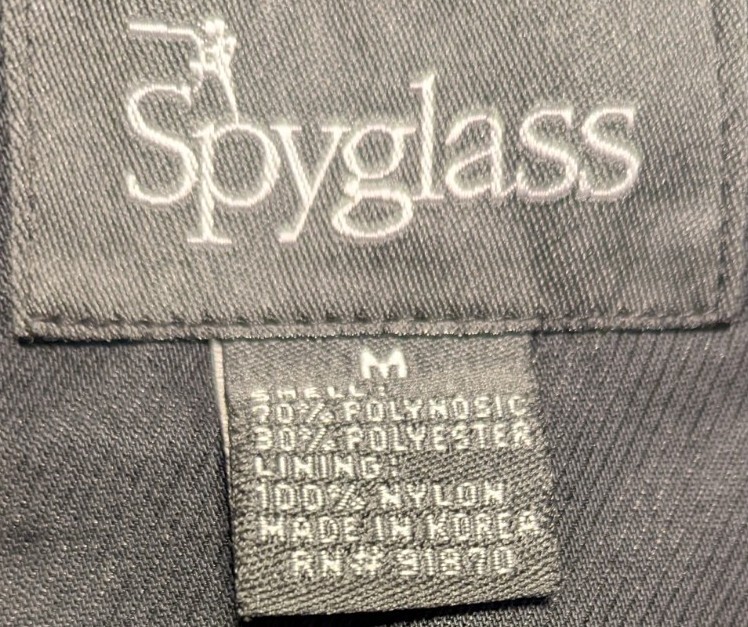 Spyglass
M
SHELL:
70% POLYNOSIC
30% POLYESTER
LINING:
100% NYLON
MADE IN KOREA
RN# 91870